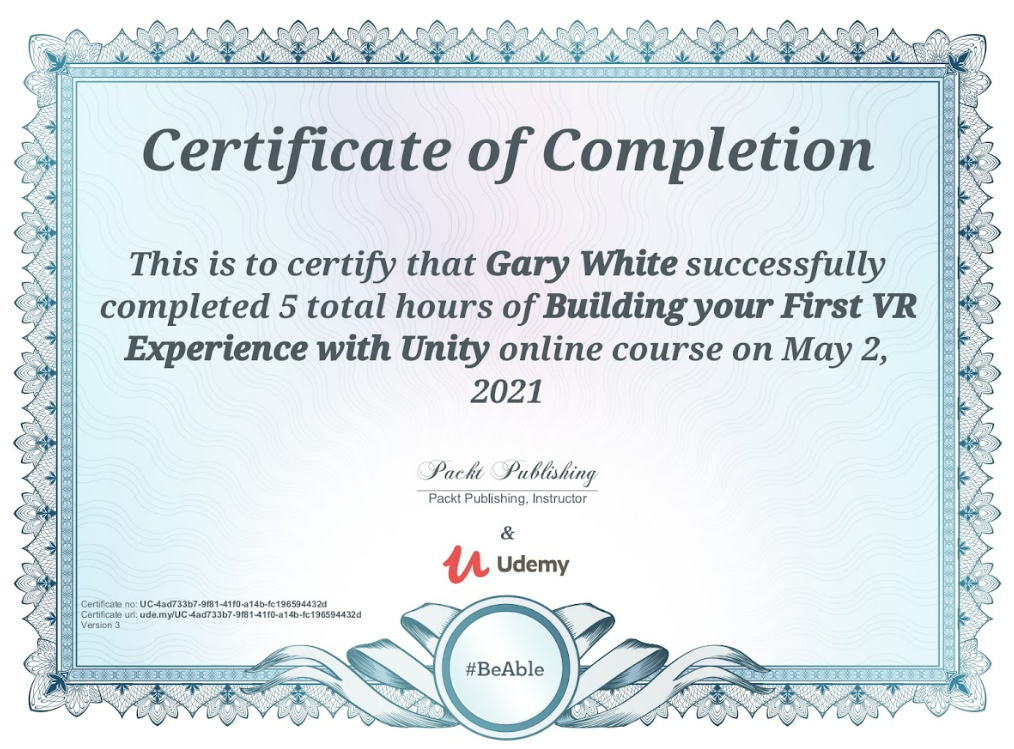 Certificate of Completion
This is to certify that Gary White successfully
completed 5 total hours of Building your First VR
Experience with Unity online course on May 2,
2021
Packt Publishing
Packt Publishing, Instructor
&
Udemy
Certificate no: UC-4ad733b7-9f81-41f0-a14b-fc196594432d
Certificate url: ude.my/UC-4ad733b7-9f81-41f0-a14b-fc196594432d
Version 3
#BeAble